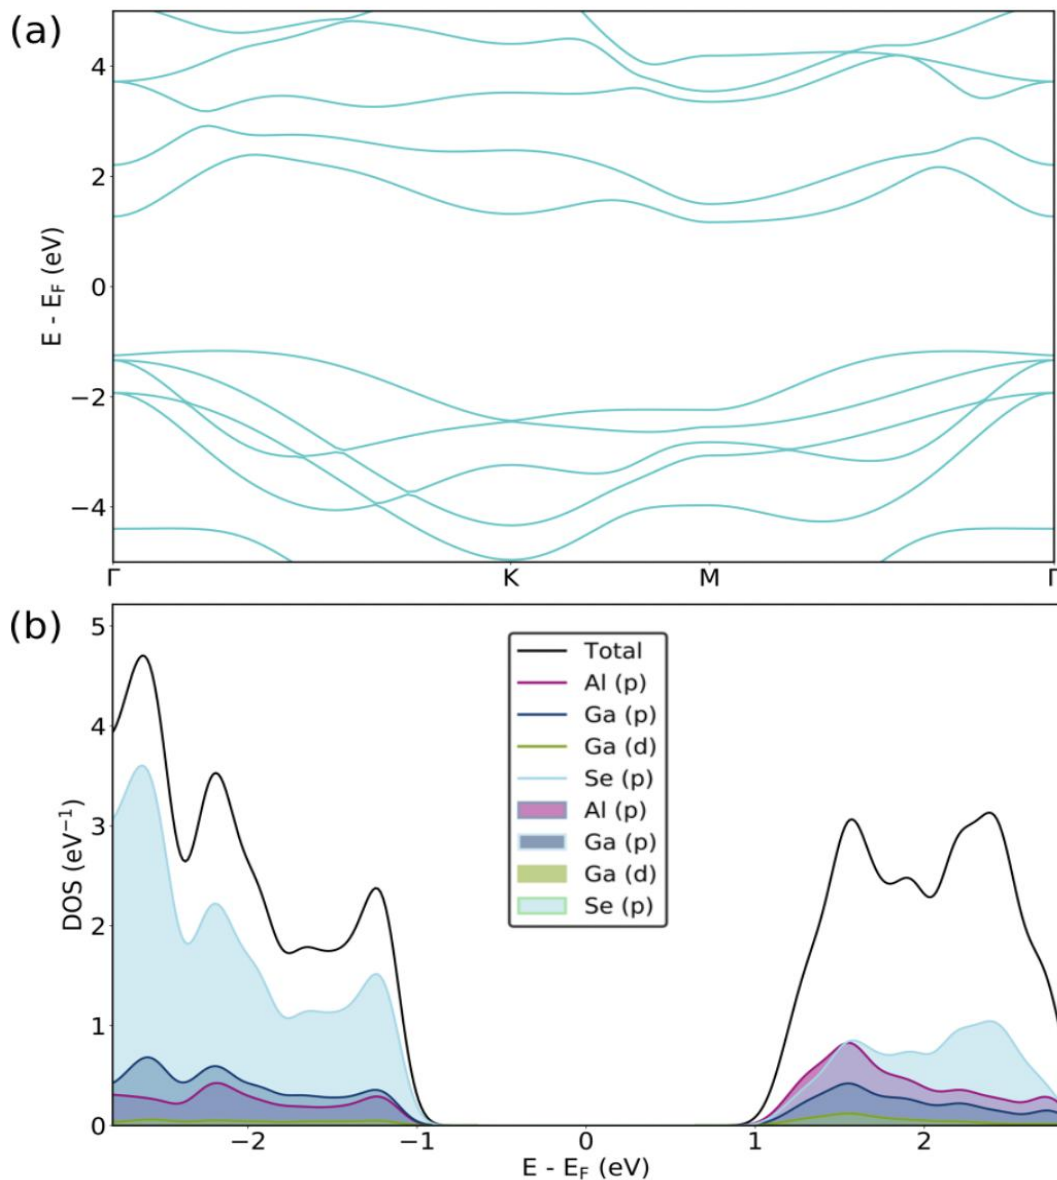 (a)
4
2
0
−2
−4
E - E_F (eV)
Γ K M Γ
(b)
5
4
3
2
1
0
DOS (eV⁻¹)
Total
Al (p)
Ga (p)
Ga (d)
Se (p)
Al (p)
Ga (p)
Ga (d)
Se (p)
−2 −1 0 1 2
E - E_F (eV)